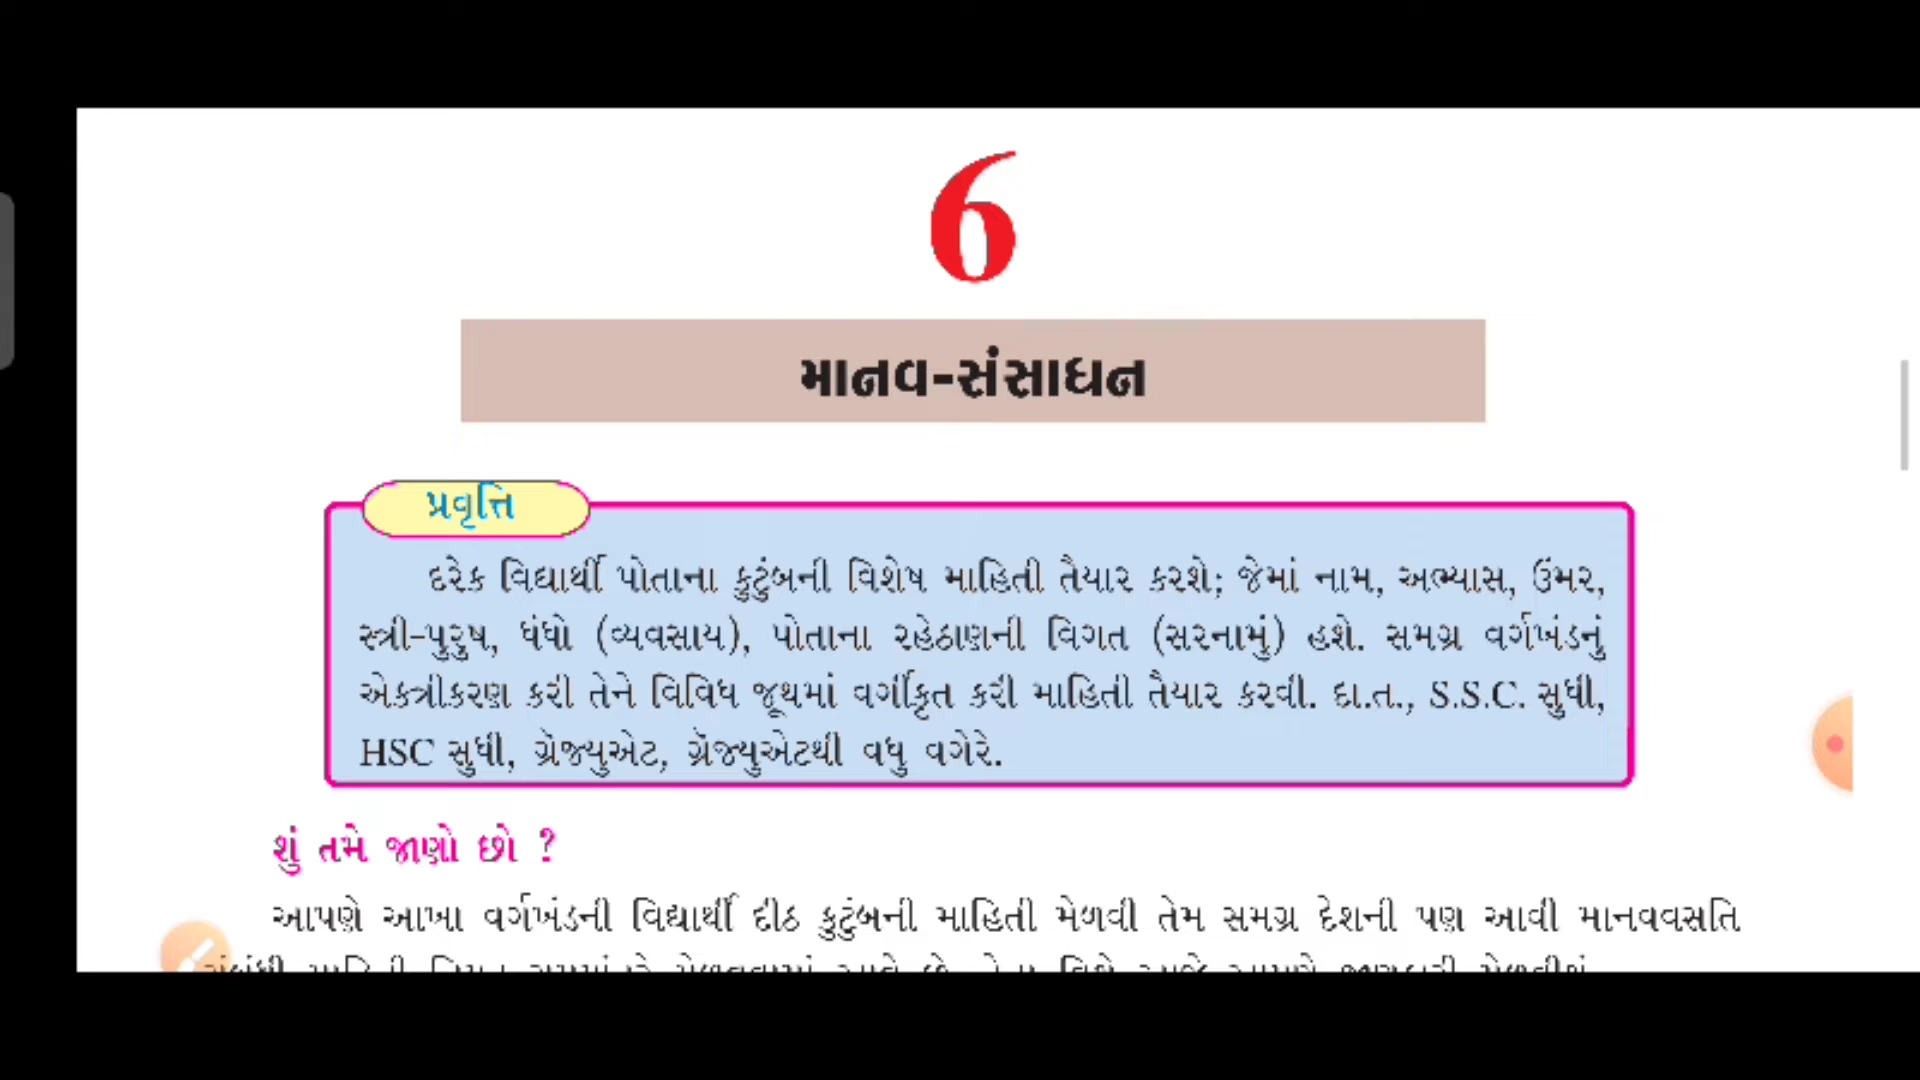 6
માનવ-સંસાધન
પ્રવૃત્તિ
દરેક વિદ્યાર્થી પોતાના કુટુંબની વિશેષ માહિતી તૈયાર કરશે; જેમાં નામ, અભ્યાસ, ઉંમર,
સ્ત્રી-પુરુષ, ધંધો (વ્યવસાય), પોતાના રહેઠાણની વિગત (સરનામું) હશે. સમગ્ર વર્ગખંડનું
એકત્રીકરણ કરી તેને વિવિધ જૂથમાં વર્ગીકૃત કરી માહિતી તૈયાર કરવી. દા.ત., S.S.C. સુધી,
HSC સુધી, ગ્રૅજ્યુએટ, ગ્રૅજ્યુએટથી વધુ વગેરે.
શું તમે જાણો છો ?
આપણે આખા વર્ગખંડની વિદ્યાર્થી દીઠ કુટુંબની માહિતી મેળવી તેમ સમગ્ર દેશની પણ આવી માનવવસતિ